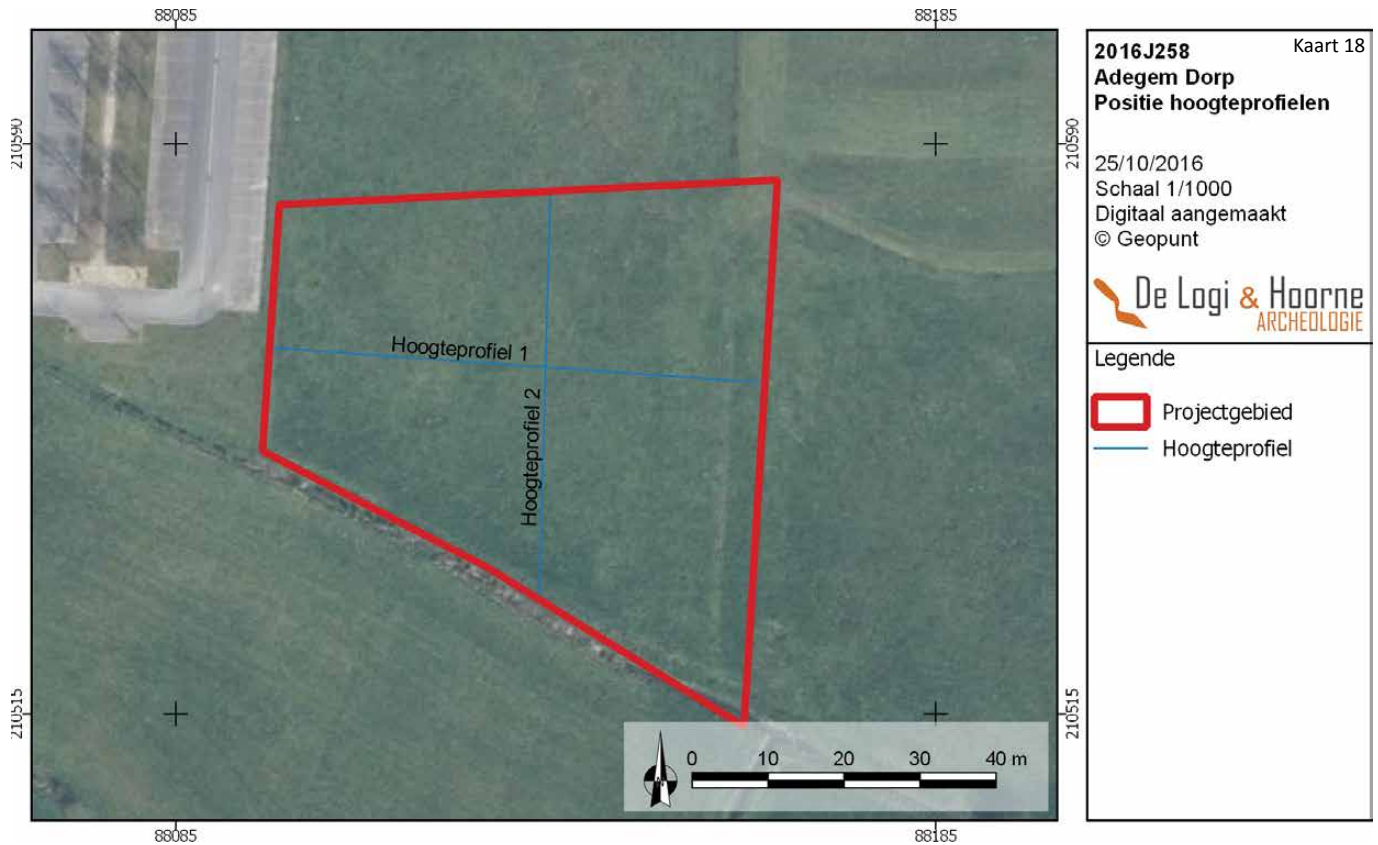 88085
88185
210590
210590
Hoogteprofiel 1
Hoogteprofiel 2
210515
210515
0 10 20 30 40 m
88085
88185
2016J258
Kaart 18
Adegem Dorp
Positie hoogteprofielen
25/10/2016
Schaal 1/1000
Digitaal aangemaakt
© Geopunt
De Logi & Hoorne
ARCHEOLOGIE
Legende
Projectgebied
Hoogteprofiel